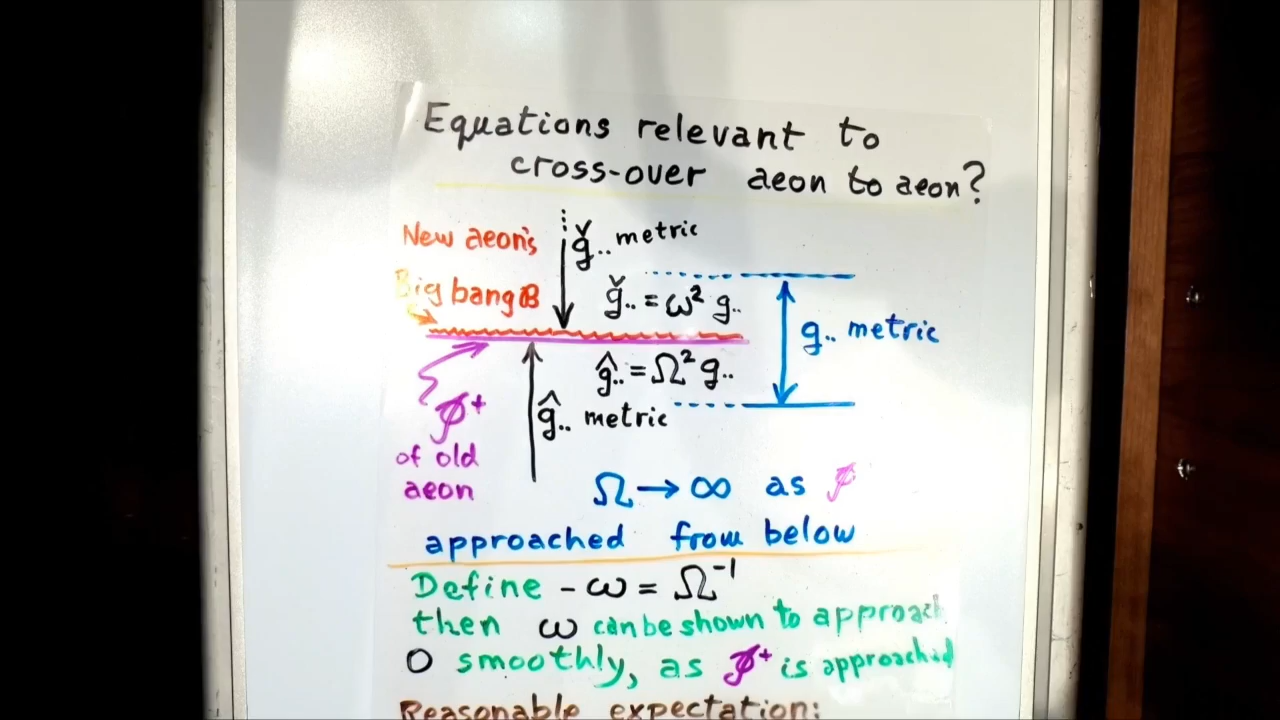 Equations relevant to
cross-over aeon to aeon?
New aeon's
Big bang B
ǧ.. metric
ǧ.. = ω² g..
g.. metric
ĝ.. = Ω² g..
ĝ.. metric
𝓘⁺
of old
aeon
Ω → ∞ as 𝓘
approached from below
Define -ω = Ω⁻¹
then ω can be shown to approach
0 smoothly, as 𝓘⁺ is approached
Reasonable expectation: